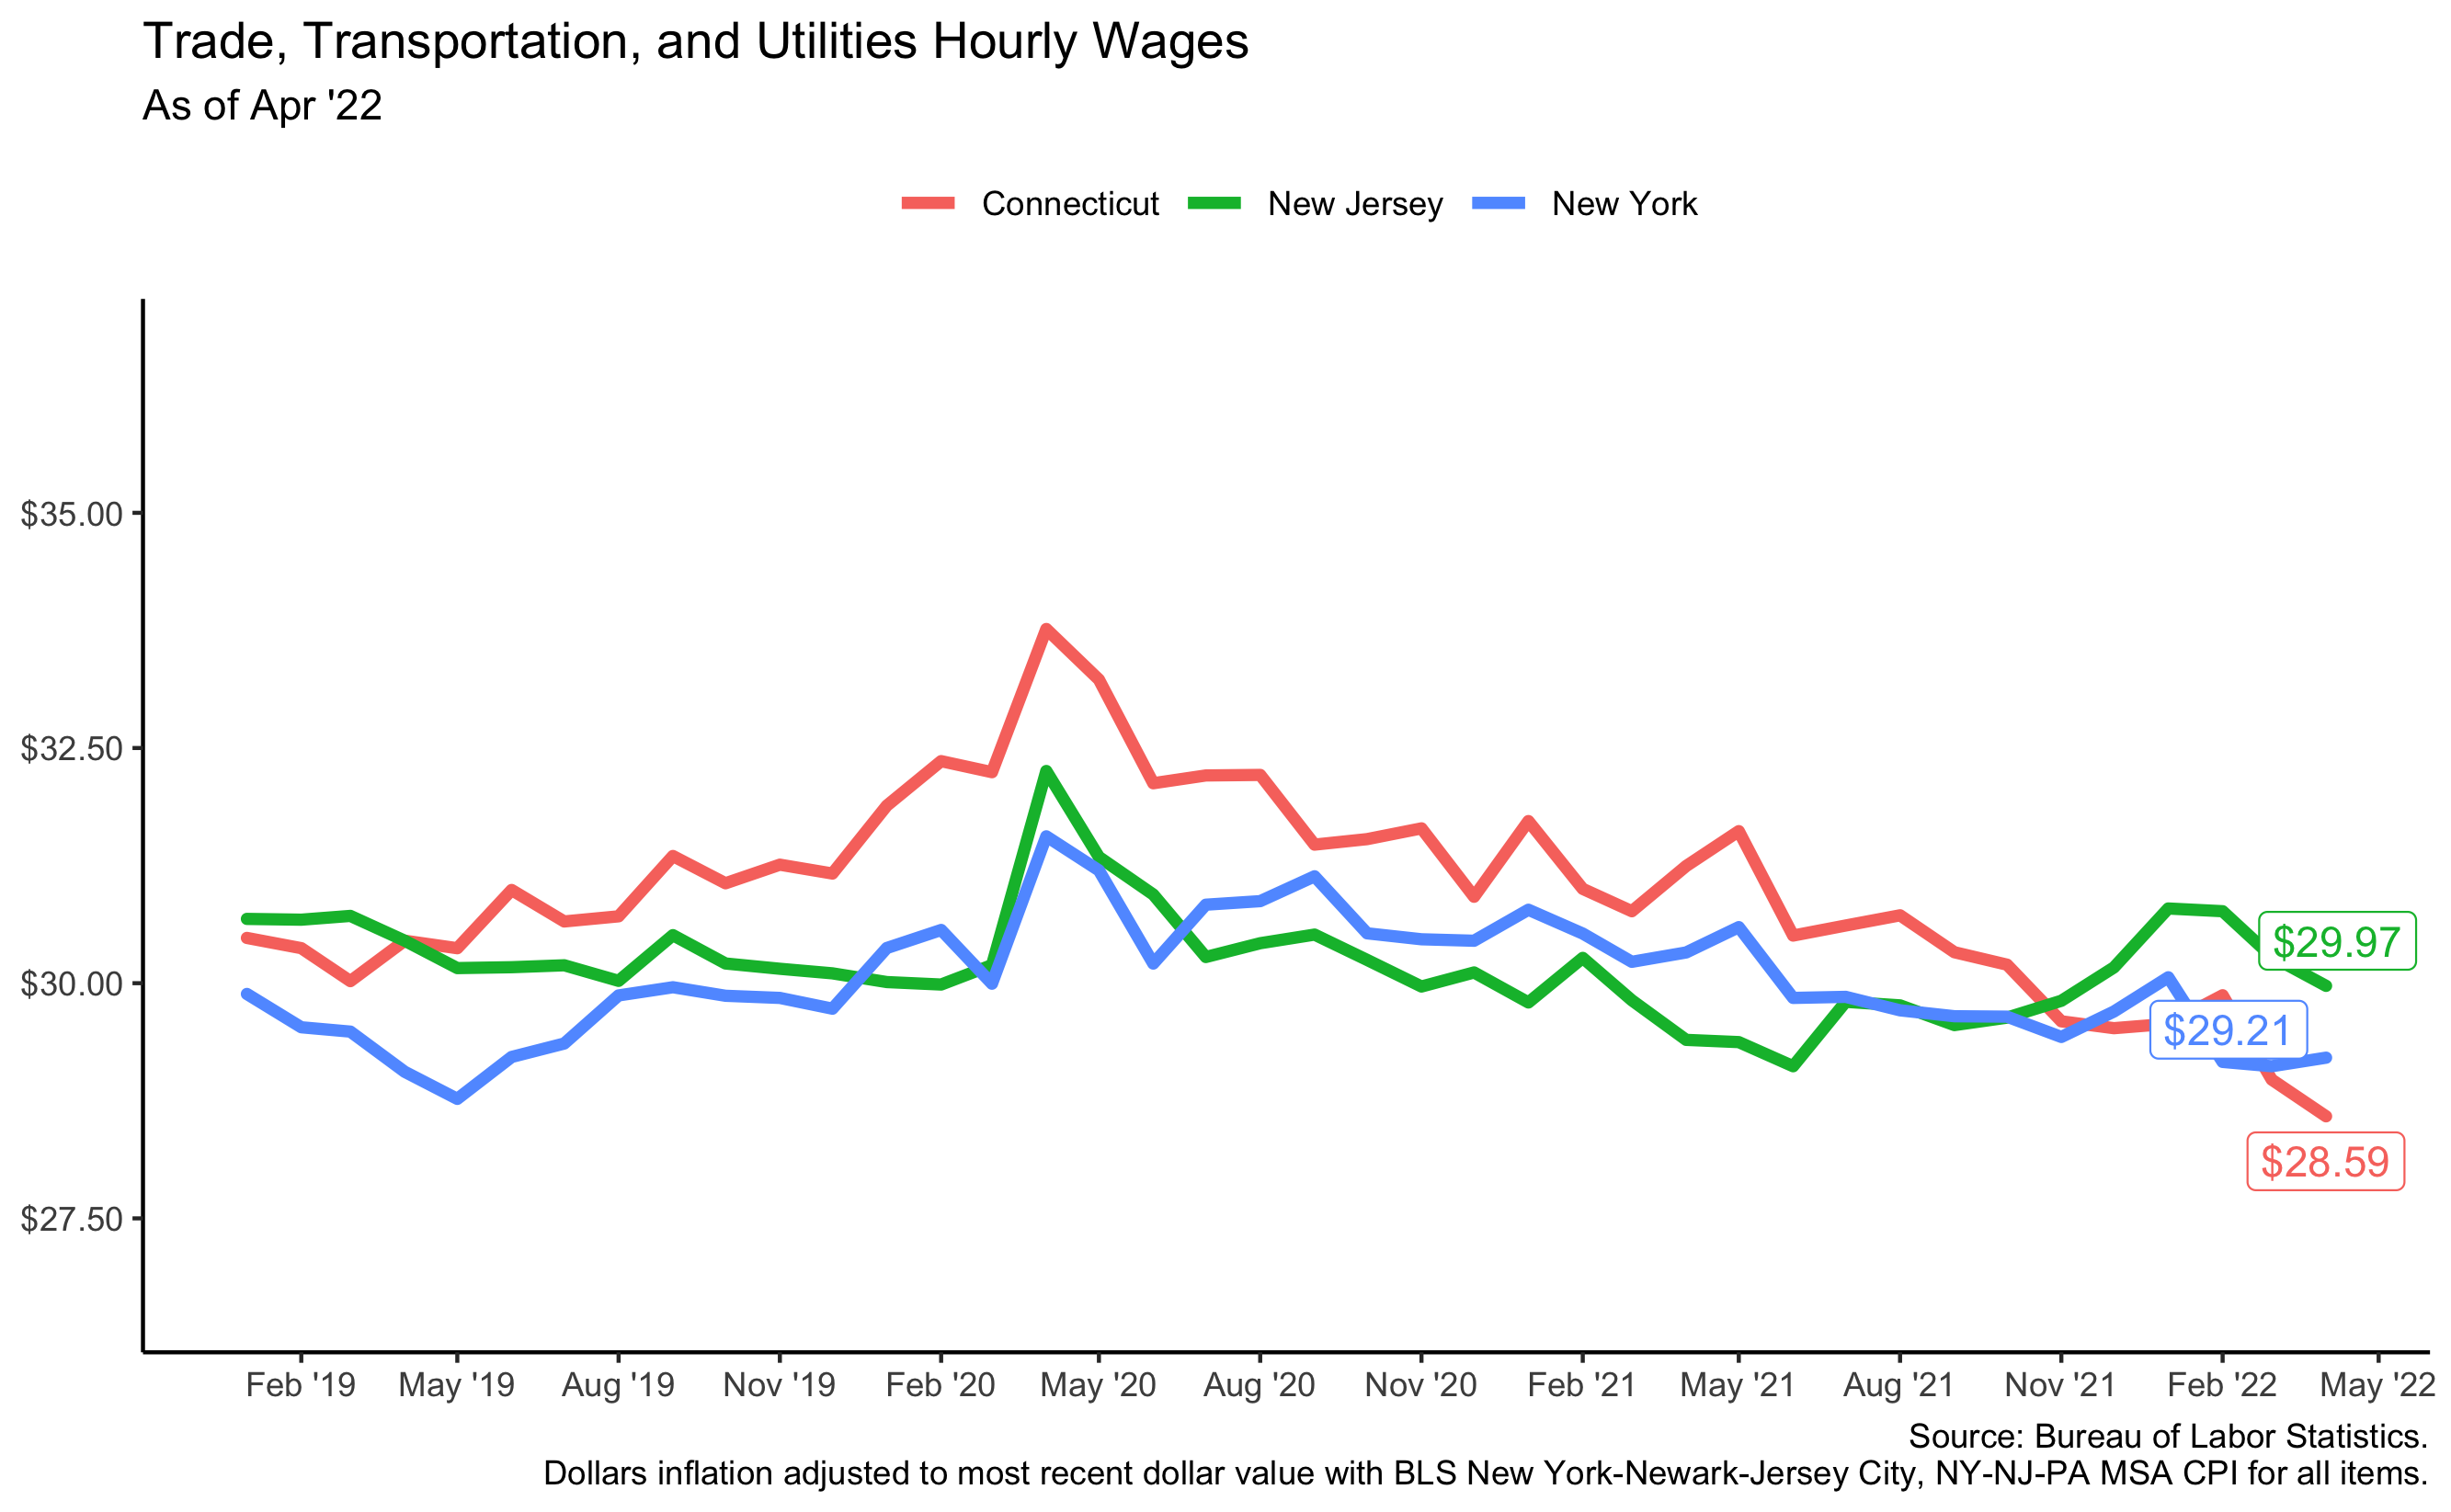 Trade, Transportation, and Utilities Hourly Wages
As of Apr '22
Connecticut New Jersey New York
$35.00
$32.50
$30.00
$27.50
$29.97
$29.21
$28.59
Feb '19 May '19 Aug '19 Nov '19 Feb '20 May '20 Aug '20 Nov '20 Feb '21 May '21 Aug '21 Nov '21 Feb '22 May '22
Source: Bureau of Labor Statistics.
Dollars inflation adjusted to most recent dollar value with BLS New York-Newark-Jersey City, NY-NJ-PA MSA CPI for all items.